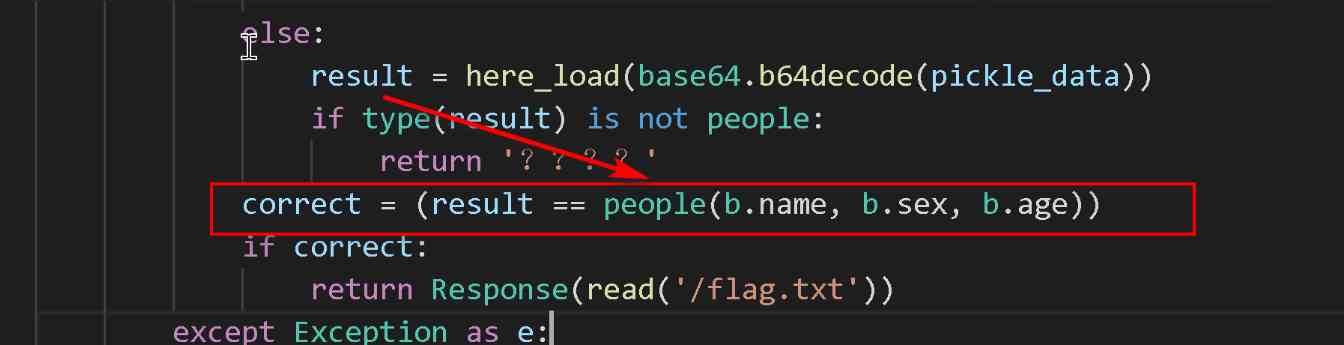 else:
result = here_load(base64.b64decode(pickle_data))
if type(result) is not people:
return '？？？？'
correct = (result == people(b.name, b.sex, b.age))
if correct:
return Response(read('/flag.txt'))
except Exception as e: